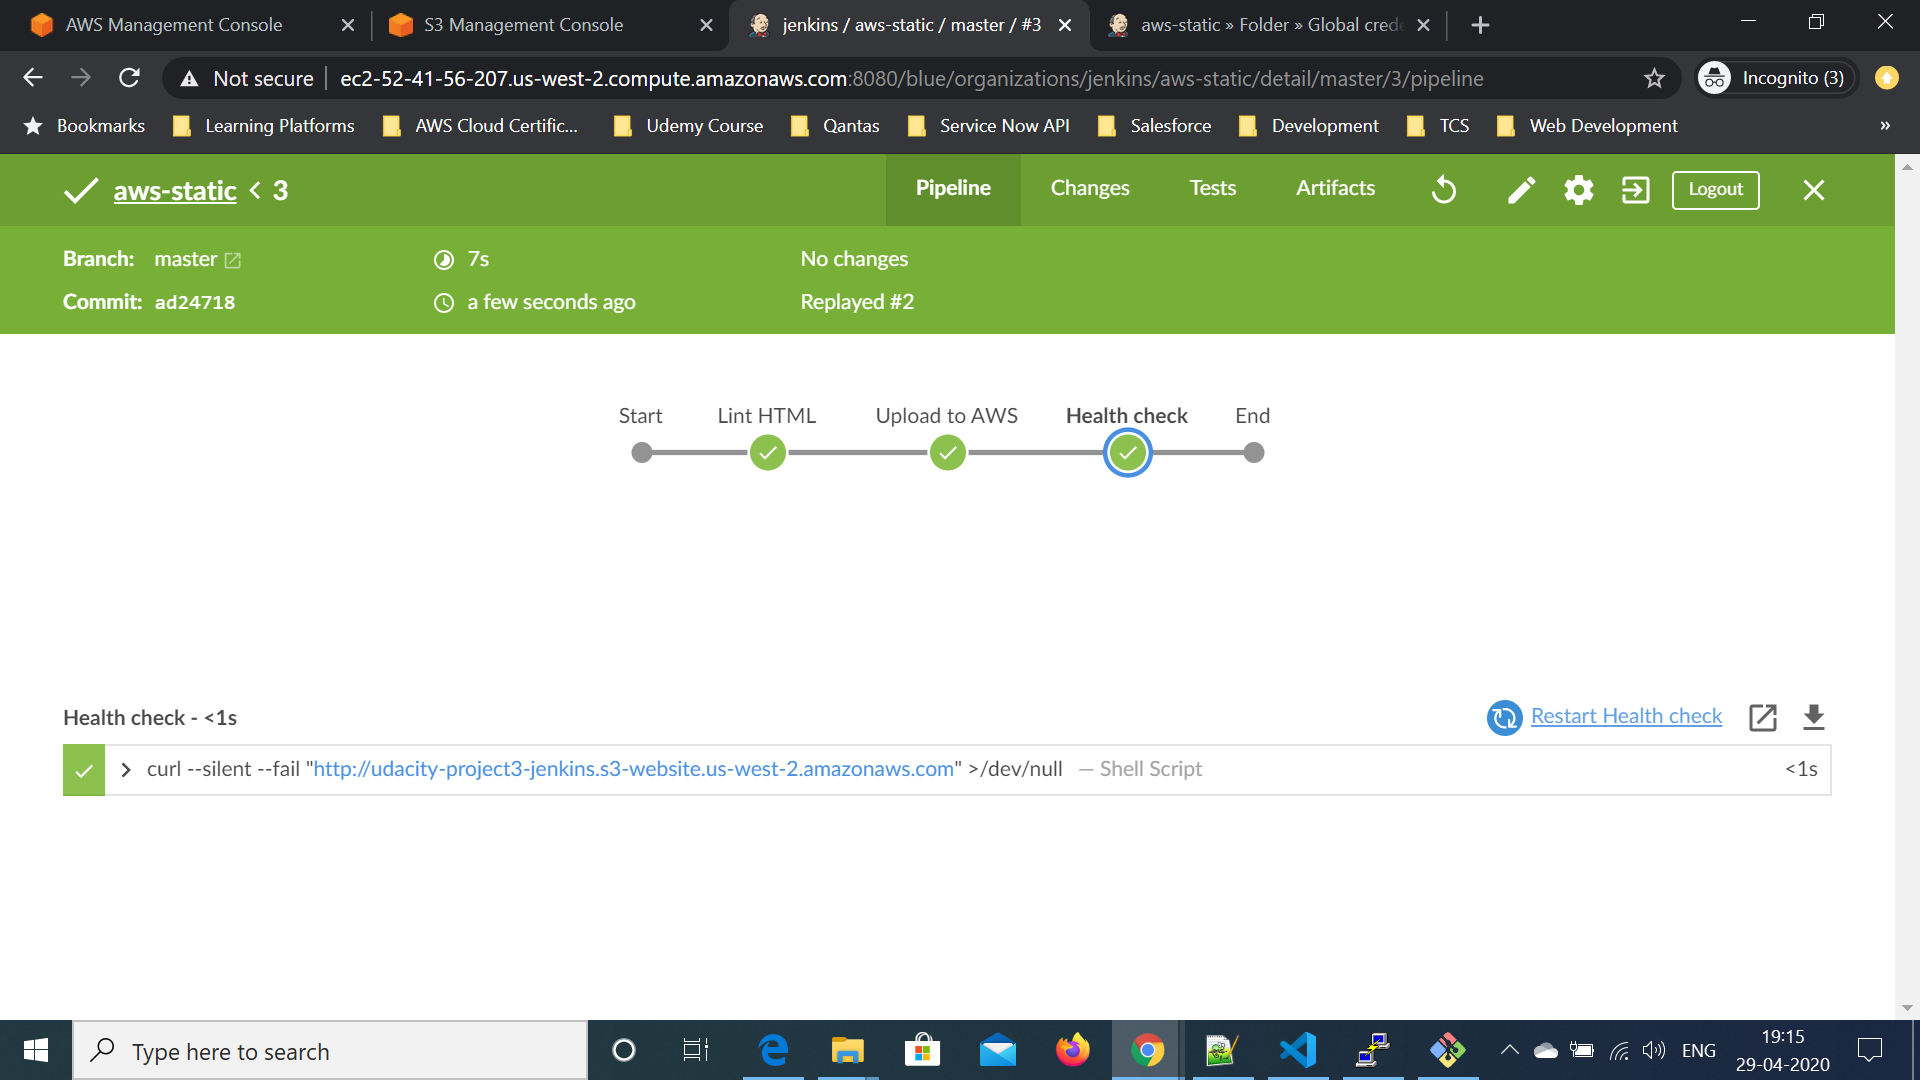 AWS Management Console
S3 Management Console
jenkins / aws-static / master / #3
aws-static » Folder » Global crede
Not secure
ec2-52-41-56-207.us-west-2.compute.amazonaws.com:8080/blue/organizations/jenkins/aws-static/detail/master/3/pipeline
Incognito (3)
Bookmarks
Learning Platforms
AWS Cloud Certific...
Udemy Course
Qantas
Service Now API
Salesforce
Development
TCS
Web Development
»
aws-static < 3
Pipeline
Changes
Tests
Artifacts
Logout
Branch: master
7s
No changes
Commit: ad24718
a few seconds ago
Replayed #2
Start
Lint HTML
Upload to AWS
Health check
End
Health check - <1s
Restart Health check
curl --silent --fail "http://udacity-project3-jenkins.s3-website.us-west-2.amazonaws.com" >/dev/null — Shell Script
<1s
Type here to search
ENG
19:15
29-04-2020